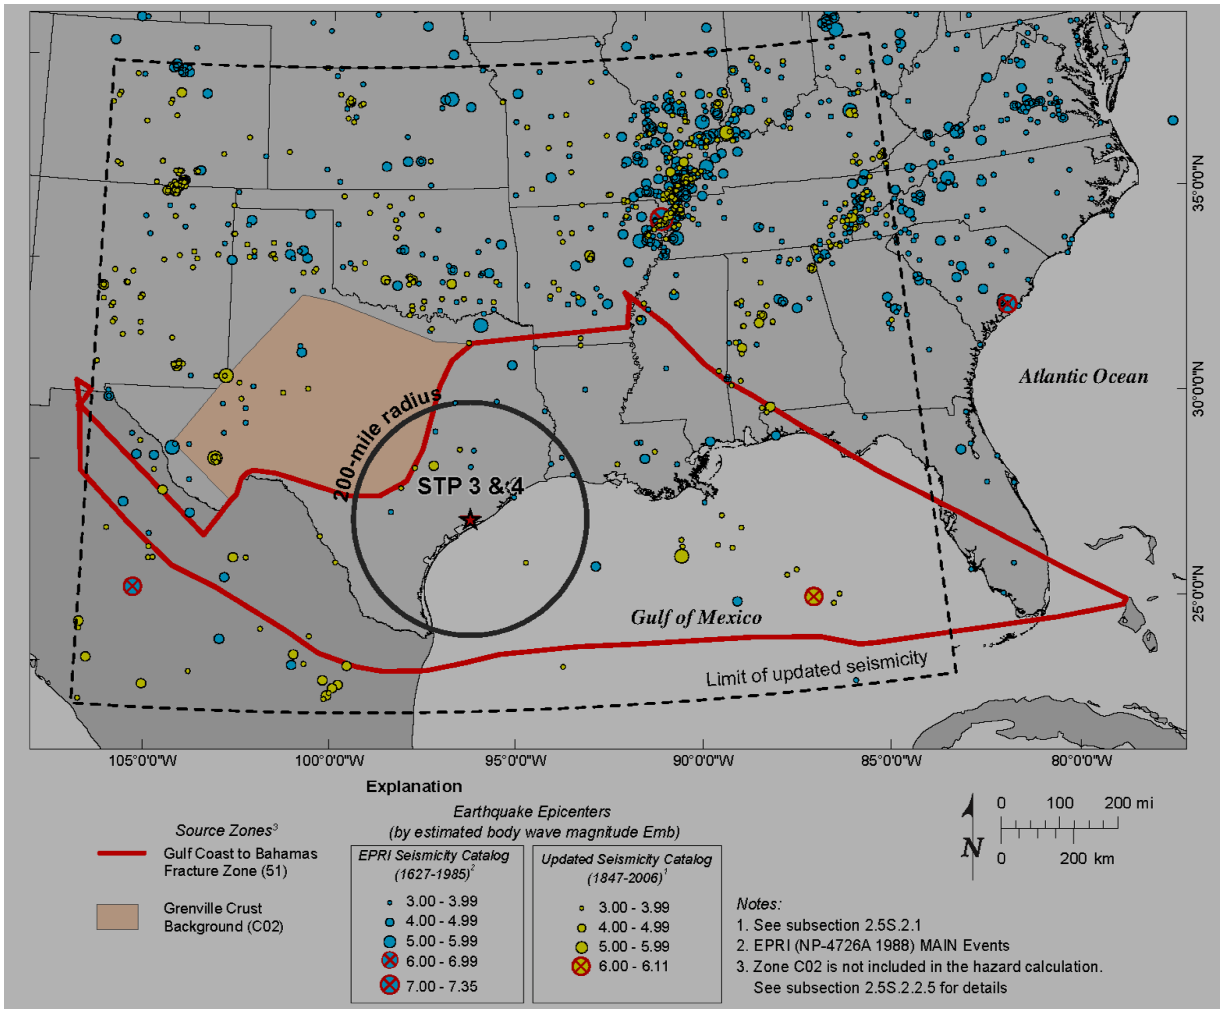 Atlantic Ocean
200-mile radius
STP 3 & 4
Gulf of Mexico
Limit of updated seismicity
35°0'0"N
30°0'0"N
25°0'0"N
105°0'0"W
100°0'0"W
95°0'0"W
90°0'0"W
85°0'0"W
80°0'0"W
Explanation
Source Zones3
Gulf Coast to Bahamas
Fracture Zone (51)
Grenville Crust
Background (C02)
Earthquake Epicenters
(by estimated body wave magnitude Emb)
EPRI Seismicity Catalog
(1627-1985)2
3.00 - 3.99
4.00 - 4.99
5.00 - 5.99
6.00 - 6.99
7.00 - 7.35
Updated Seismicity Catalog
(1847-2006)1
3.00 - 3.99
4.00 - 4.99
5.00 - 5.99
6.00 - 6.11
N
0 100 200 mi
0 200 km
Notes:
1. See subsection 2.5S.2.1
2. EPRI (NP-4726A 1988) MAIN Events
3. Zone C02 is not included in the hazard calculation.
See subsection 2.5S.2.2.5 for details